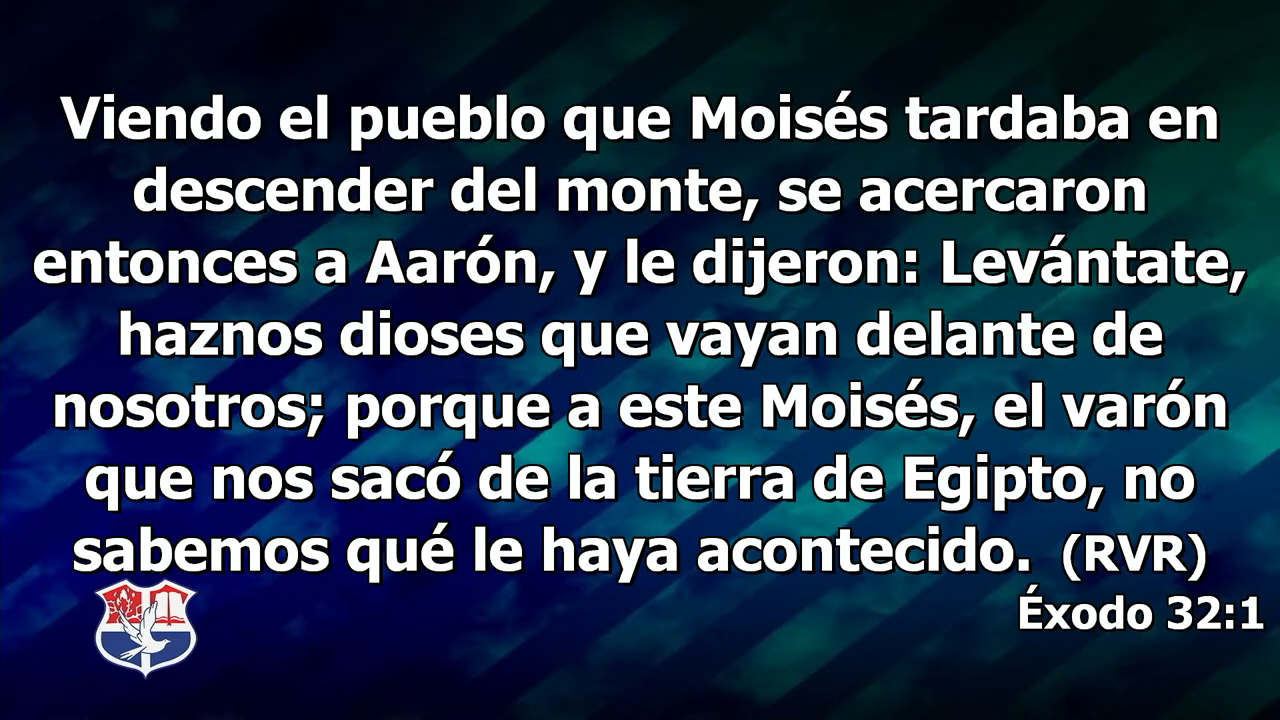 Viendo el pueblo que Moisés tardaba en
descender del monte, se acercaron
entonces a Aarón, y le dijeron: Levántate,
haznos dioses que vayan delante de
nosotros; porque a este Moisés, el varón
que nos sacó de la tierra de Egipto, no
sabemos qué le haya acontecido. (RVR)
Éxodo 32:1